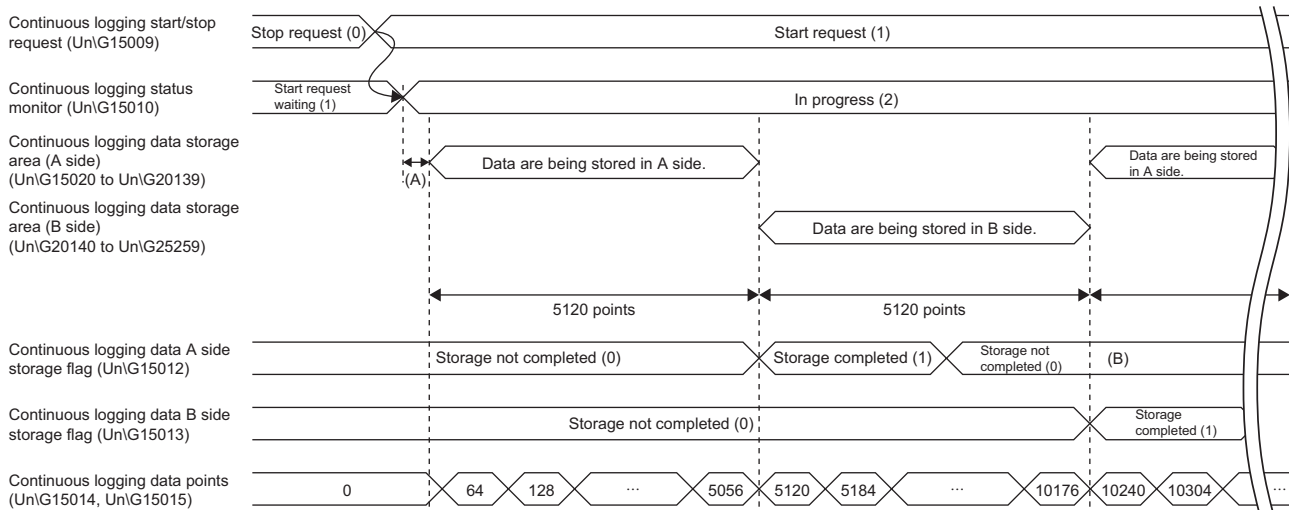 Continuous logging start/stop
request (Un\G15009)
Stop request (0)
Start request (1)
Continuous logging status
monitor (Un\G15010)
Start request
waiting (1)
In progress (2)
Continuous logging data storage
area (A side)
(Un\G15020 to Un\G20139)
(A)
Data are being stored in A side.
Data are being stored
in A side.
Continuous logging data storage
area (B side)
(Un\G20140 to Un\G25259)
Data are being stored in B side.
5120 points
5120 points
Continuous logging data A side
storage flag (Un\G15012)
Storage not completed (0)
Storage completed (1)
Storage not
completed (0)
(B)
Continuous logging data B side
storage flag (Un\G15013)
Storage not completed (0)
Storage
completed (1)
Continuous logging data points
(Un\G15014, Un\G15015)
0
64
128
...
5056
5120
5184
...
10176
10240
10304
...